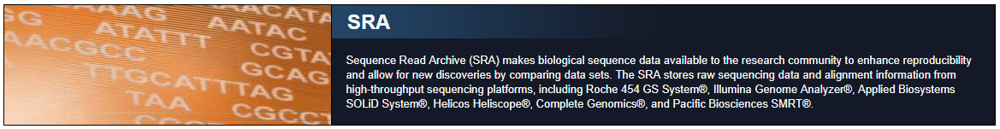 AAAG
AACATA
GG
ATATTT
AATAC
AACGCC
CGTA
TTGCATTTAG
GCAG
TAA
CGCCT
SRA
Sequence Read Archive (SRA) makes biological sequence data available to the research community to enhance reproducibility
and allow for new discoveries by comparing data sets. The SRA stores raw sequencing data and alignment information from
high-throughput sequencing platforms, including Roche 454 GS System®, Illumina Genome Analyzer®, Applied Biosystems
SOLiD System®, Helicos Heliscope®, Complete Genomics®, and Pacific Biosciences SMRT®.